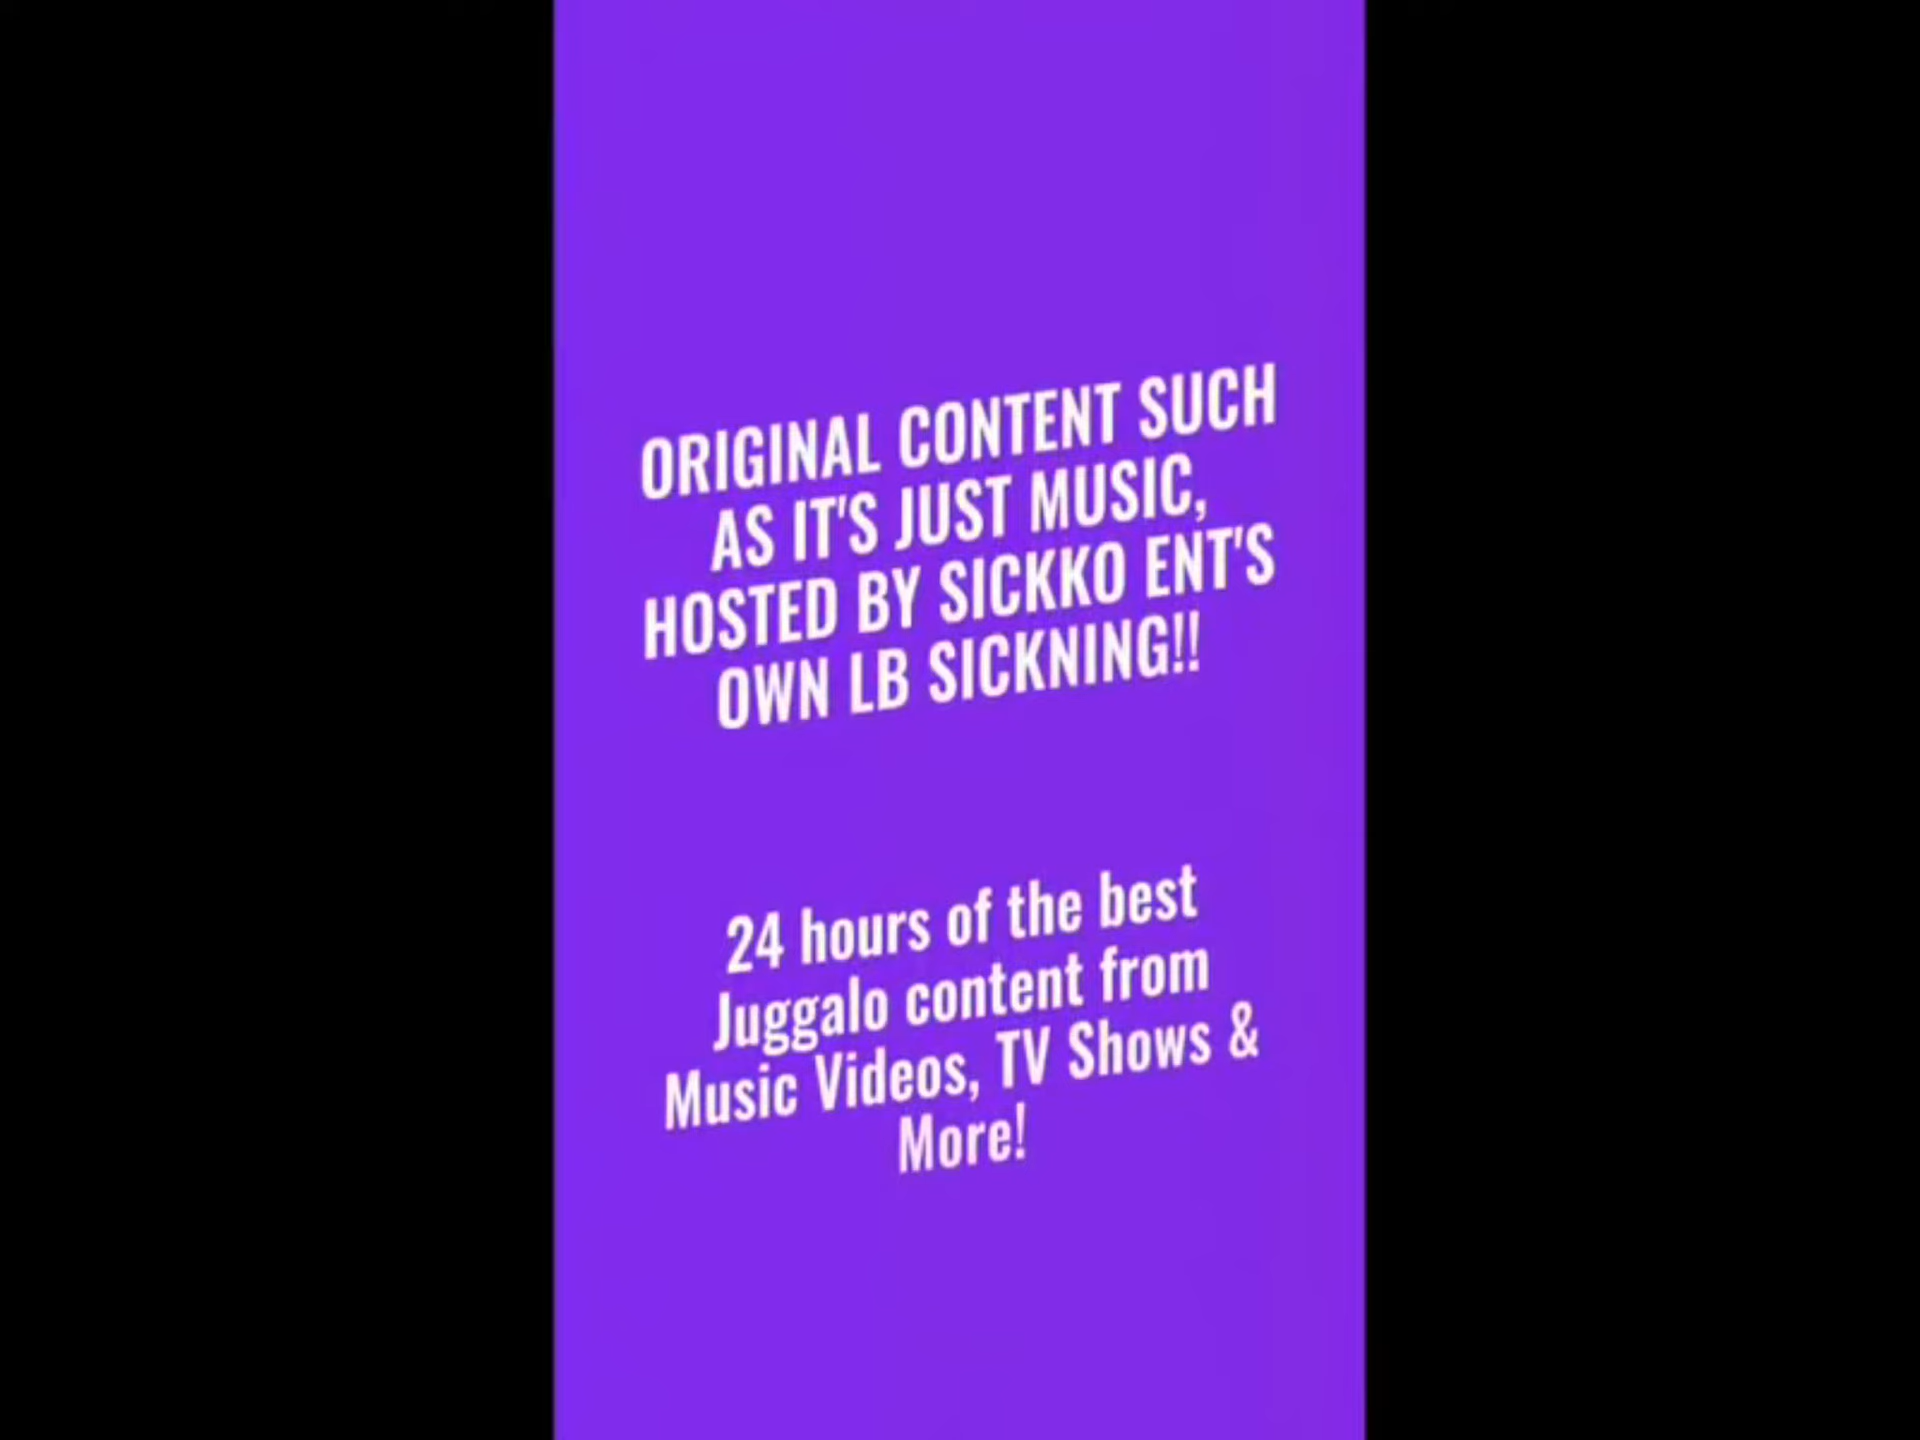 ORIGINAL CONTENT SUCH
AS IT'S JUST MUSIC,
HOSTED BY SICKKO ENT'S
OWN LB SICKNING!!
24 hours of the best
Juggalo content from
Music Videos, TV Shows &
More!